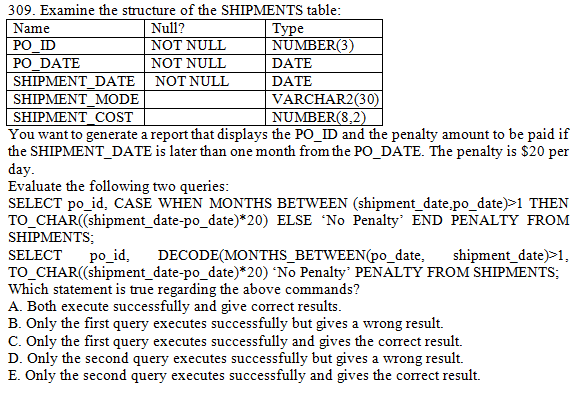 309. Examine the structure of the SHIPMENTS table:
Name Null? Type
PO_ID NOT NULL NUMBER(3)
PO_DATE NOT NULL DATE
SHIPMENT_DATE NOT NULL DATE
SHIPMENT_MODE VARCHAR2(30)
SHIPMENT_COST NUMBER(8,2)
You want to generate a report that displays the PO_ID and the penalty amount to be paid if
the SHIPMENT_DATE is later than one month from the PO_DATE. The penalty is $20 per
day.
Evaluate the following two queries:
SELECT po_id, CASE WHEN MONTHS BETWEEN (shipment_date,po_date)>1 THEN
TO_CHAR((shipment_date-po_date)*20) ELSE ‘No Penalty’ END PENALTY FROM
SHIPMENTS;
SELECT po_id, DECODE(MONTHS_BETWEEN(po_date, shipment_date)>1,
TO_CHAR((shipment_date-po_date)*20) ‘No Penalty’ PENALTY FROM SHIPMENTS;
Which statement is true regarding the above commands?
A. Both execute successfully and give correct results.
B. Only the first query executes successfully but gives a wrong result.
C. Only the first query executes successfully and gives the correct result.
D. Only the second query executes successfully but gives a wrong result.
E. Only the second query executes successfully and gives the correct result.